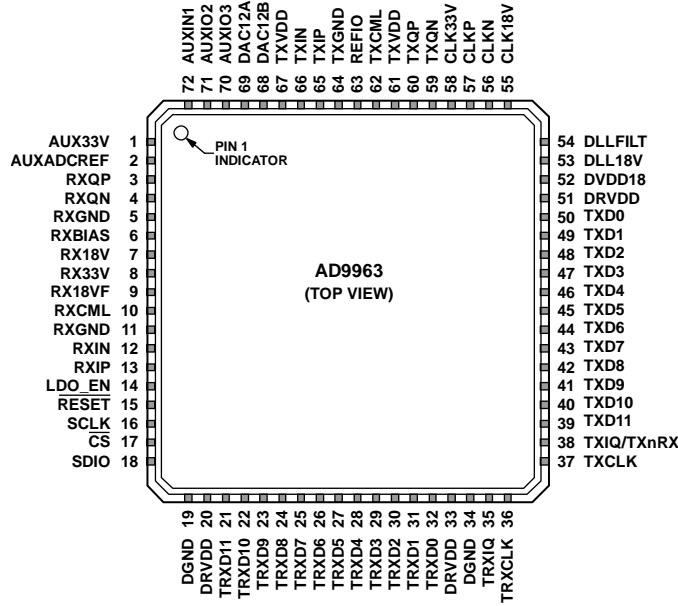 72 AUXIN1
71 AUXIO2
70 AUXIO3
69 DAC12A
68 DAC12B
67 TXVDD
66 TXIN
65 TXIP
64 TXGND
63 REFIO
62 TXCML
61 TXVDD
60 TXQP
59 TXQN
58 CLK33V
57 CLKP
56 CLKN
55 CLK18V
PIN 1
INDICATOR
AD9963
(TOP VIEW)
AUX33V 1
AUXADCREF 2
RXQP 3
RXQN 4
RXGND 5
RXBIAS 6
RX18V 7
RX33V 8
RX18VF 9
RXCML 10
RXGND 11
RXIN 12
RXIP 13
LDO_EN 14
RESET 15
SCLK 16
CS 17
SDIO 18
54 DLLFILT
53 DLL18V
52 DVDD18
51 DRVDD
50 TXD0
49 TXD1
48 TXD2
47 TXD3
46 TXD4
45 TXD5
44 TXD6
43 TXD7
42 TXD8
41 TXD9
40 TXD10
39 TXD11
38 TXIQ/TXnRX
37 TXCLK
DGND 19
DRVDD 20
TRXD11 21
TRXD10 22
TRXD9 23
TRXD8 24
TRXD7 25
TRXD6 26
TRXD5 27
TRXD4 28
TRXD3 29
TRXD2 30
TRXD1 31
TRXD0 32
DRVDD 33
DGND 34
TRXIQ 35
TRXCLK 36